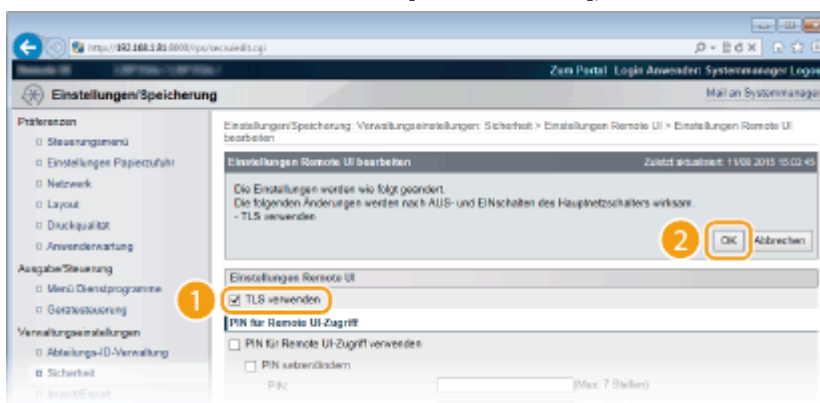 Zum Portal Login Anwender: Systemmanager Logou
Einstellungen/Speicherung
Mail an Systemmanager
Präferenzen
Steuerungsmenü
Einstellungen Papierzufuhr
Netzwerk
Layout
Druckqualität
Anwenderwartung
Ausgabe/Steuerung
Menü Dienstprogramme
Gerätesteuerung
Verwaltungseinstellungen
Abteilungs-ID-Verwaltung
Sicherheit
Import/Export
Einstellungen/Speicherung: Verwaltungseinstellungen: Sicherheit > Einstellungen Remote UI > Einstellungen Remote UI
bearbeiten
Einstellungen Remote UI bearbeiten
Zuletzt aktualisiert: 11/08 2015 15:03:45
Die Einstellungen werden wie folgt geändert.
Die folgenden Änderungen werden nach AUS- und EINschalten des Hauptnetzschalters wirksam.
- TLS verwenden
2
OK
Abbrechen
Einstellungen Remote UI
1
TLS verwenden
PIN für Remote UI-Zugriff
PIN für Remote UI-Zugriff verwenden
PIN setzen/ändern
PIN:
(Max. 7 Stellen)